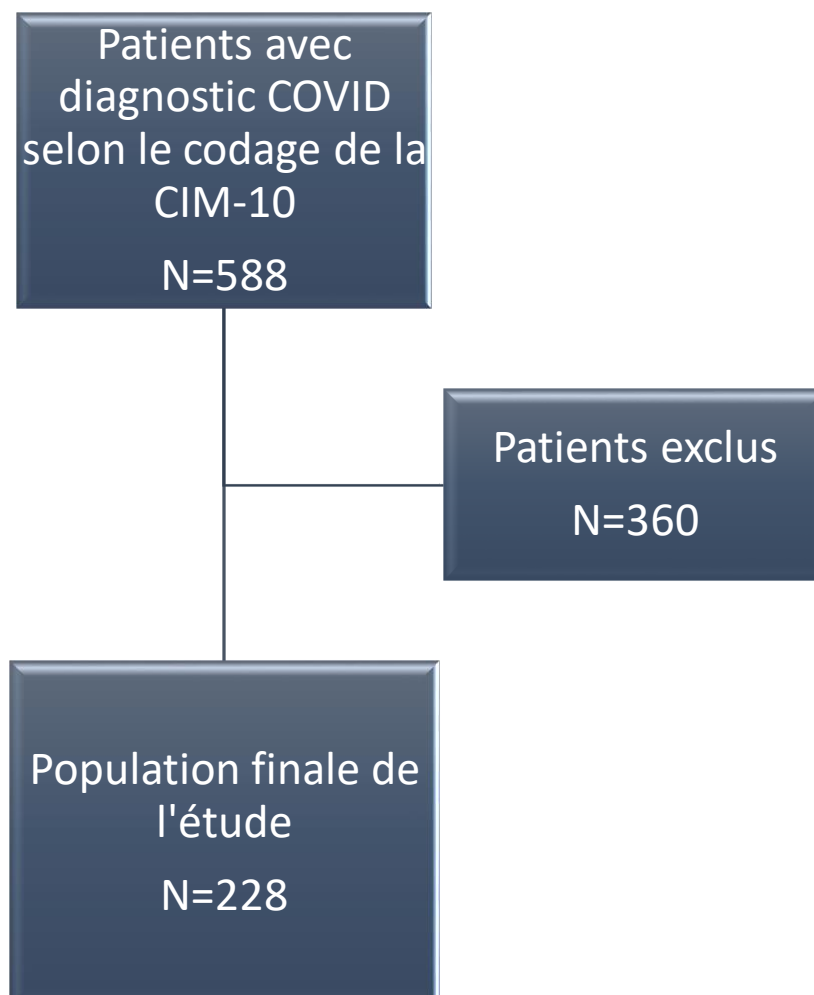 Patients avec
diagnostic COVID
selon le codage de la
CIM-10
N=588
Patients exclus
N=360
Population finale de
l'étude
N=228